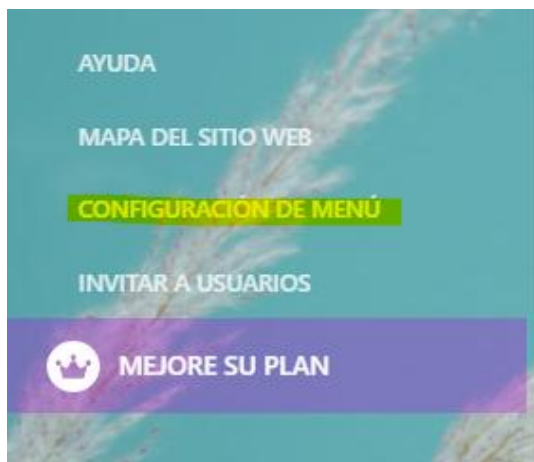 AYUDA
MAPA DEL SITIO WEB
CONFIGURACIÓN DE MENÚ
INVITAR A USUARIOS
MEJORE SU PLAN